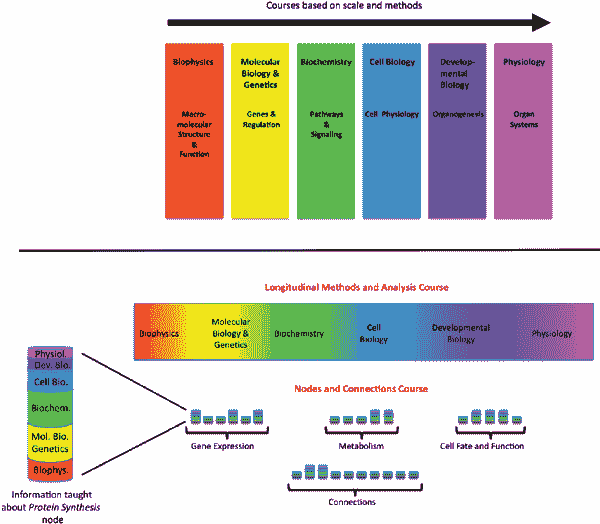 Courses based on scale and methods
Biophysics
Macro-
molecular
Structure
&
Function
Molecular
Biology &
Genetics
Genes &
Regulation
Biochemistry
Pathways
&
Signaling
Cell Biology
Cell Physiology
Develop-
mental
Biology
Organogenesis
Physiology
Organ
Systems
Longitudinal Methods and Analysis Course
Biophysics
Molecular
Biology &
Genetics
Biochemistry
Cell
Biology
Developmental
Biology
Physiology
Physiol.
Dev. Bio.
Cell Bio.
Biochem.
Mol. Bio.
Genetics
Biophys.
Information taught
about Protein Synthesis
node
Nodes and Connections Course
Gene Expression
Metabolism
Cell Fate and Function
Connections